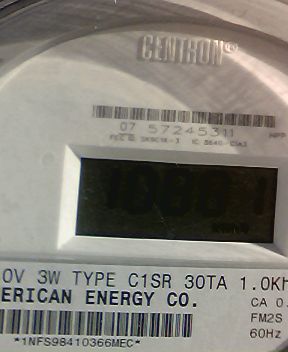 CENTRON®
07 57245311
0V 3W TYPE C1SR 30TA 1.0Kh
ERICAN ENERGY CO.
CA 0.
FM2S
60Hz
*1NFS98410366MEC*